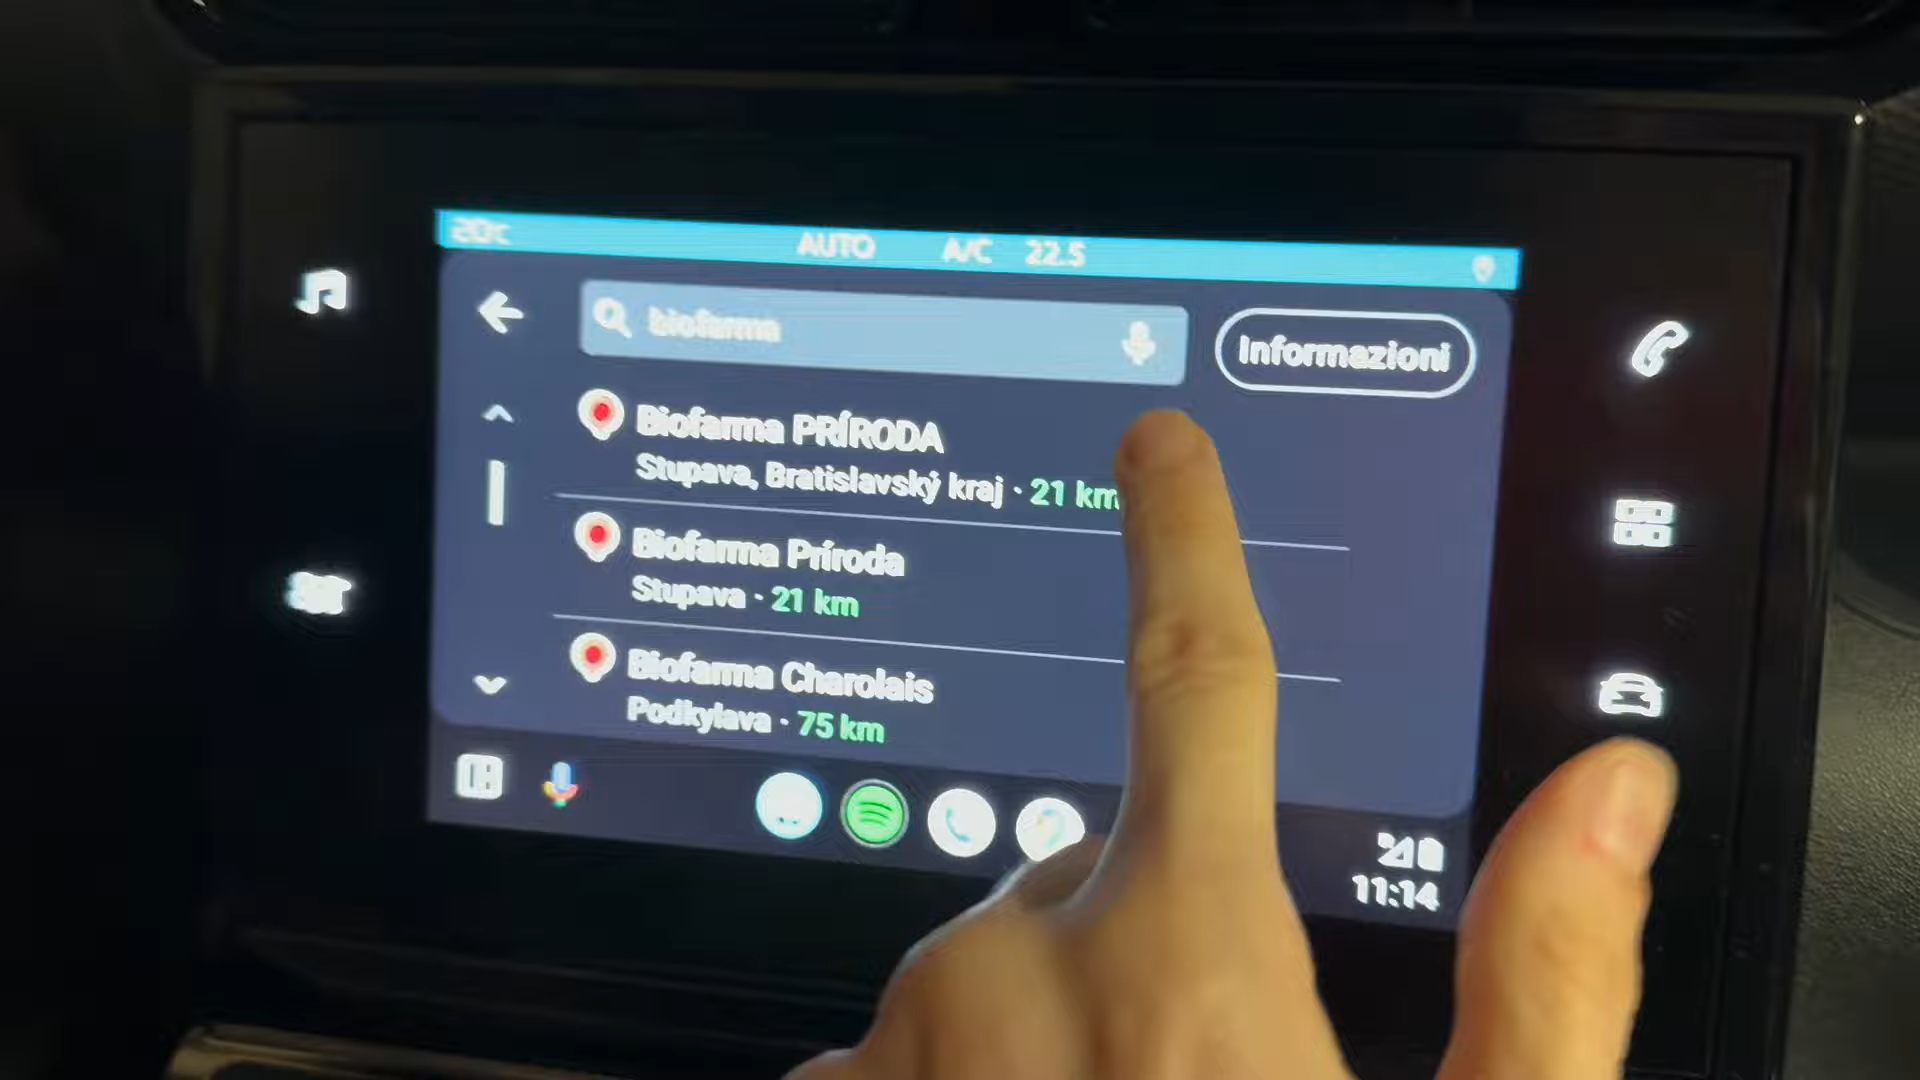 20c AUTO A/C 22.5
biofarma
Informazioni
Biofarma PRÍRODA
Stupava, Bratislavský kraj · 21 km
Biofarma Príroda
Stupava · 21 km
Biofarma Charolais
Podkylava · 75 km
11:14